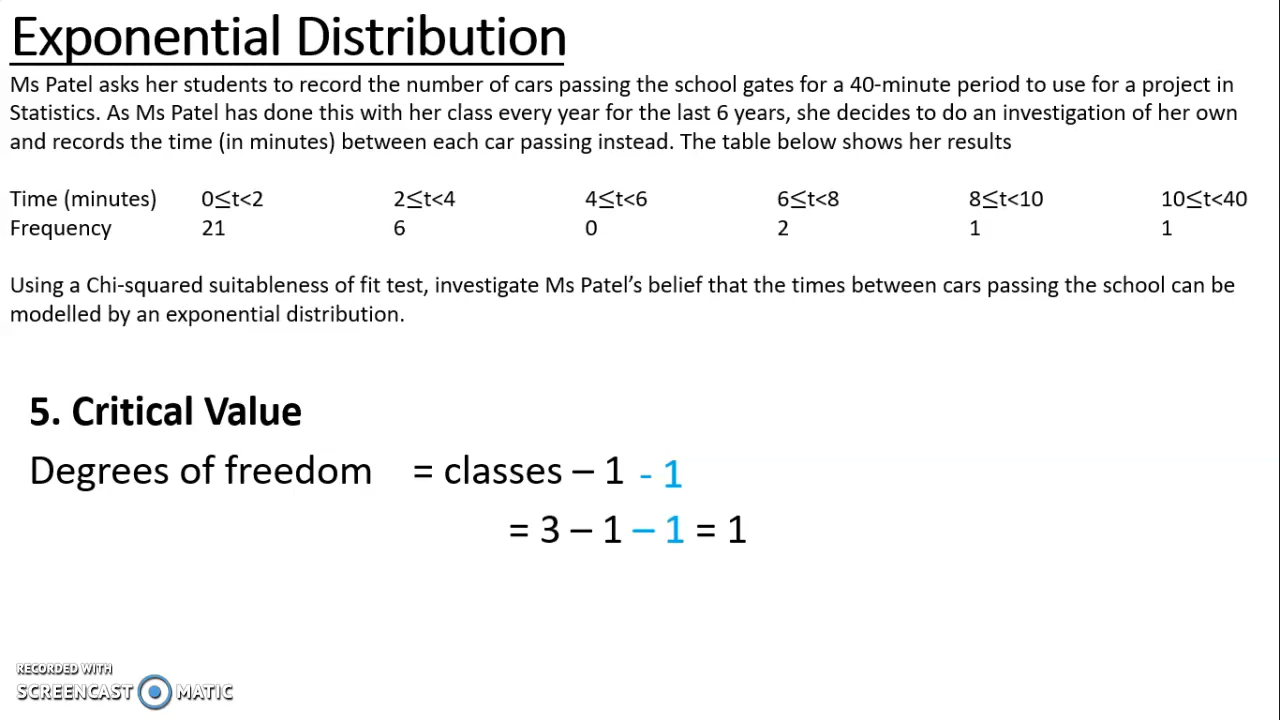 Exponential Distribution
Ms Patel asks her students to record the number of cars passing the school gates for a 40-minute period to use for a project in
Statistics. As Ms Patel has done this with her class every year for the last 6 years, she decides to do an investigation of her own
and records the time (in minutes) between each car passing instead. The table below shows her results
Time (minutes) 0≤t<2 2≤t<4 4≤t<6 6≤t<8 8≤t<10 10≤t<40
Frequency 21 6 0 2 1 1
Using a Chi-squared suitableness of fit test, investigate Ms Patel’s belief that the times between cars passing the school can be
modelled by an exponential distribution.
5. Critical Value
Degrees of freedom = classes – 1 - 1
= 3 – 1 – 1 = 1
RECORDED WITH
SCREENCAST MATIC